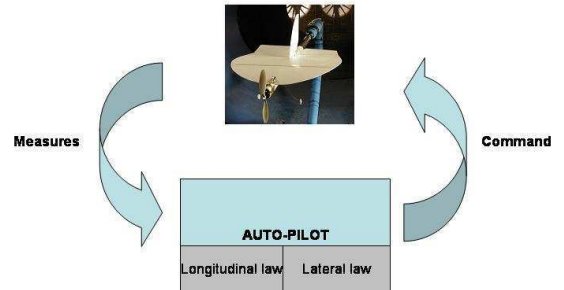 Measures
Command
AUTO-PILOT
Longitudinal law
Lateral law